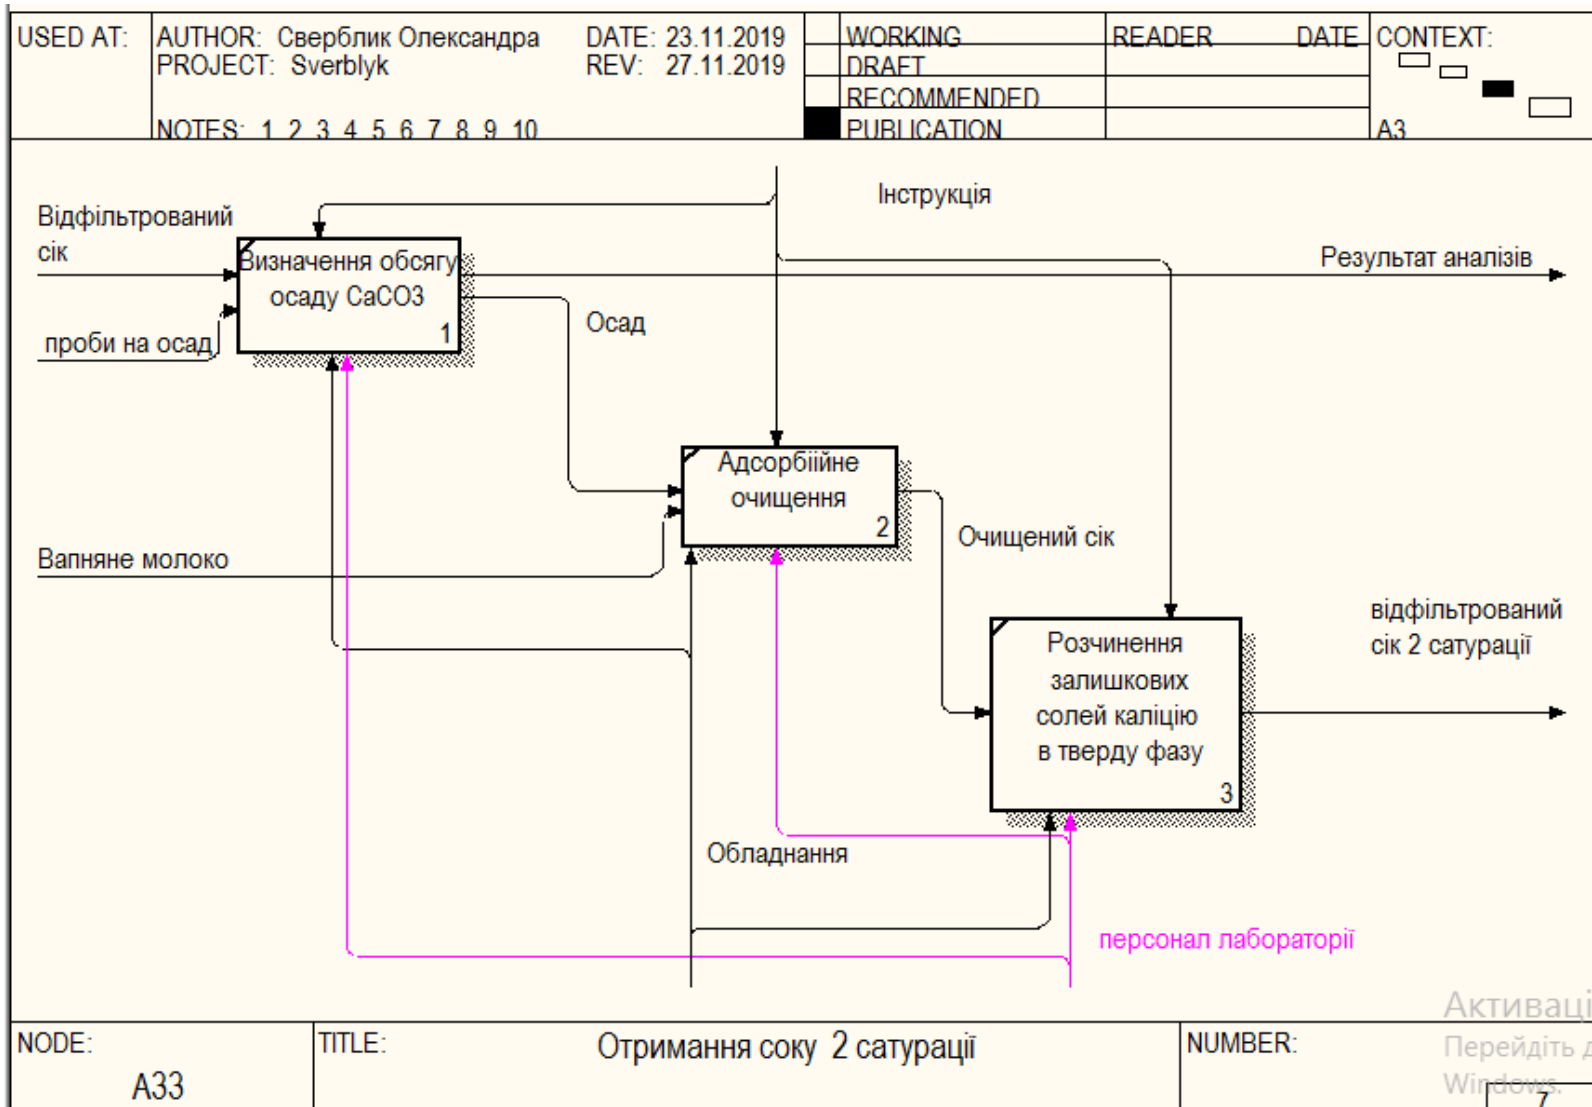 USED AT:
AUTHOR: Сверблик Олександра
DATE: 23.11.2019
PROJECT: Sverblyk
REV: 27.11.2019
NOTES: 1 2 3 4 5 6 7 8 9 10
WORKING
DRAFT
RECOMMENDED
PUBLICATION
READER DATE
CONTEXT:
A3
Інструкція
Відфільтрований
сік
Визначення обсягу
осаду CaCO3
1
Результат аналізів
проби на осад
Осад
Адсорбіійне
очищення
2
Вапняне молоко
Очищений сік
Розчинення
залишкових
солей каліцію
в тверду фазу
3
відфільтрований
сік 2 сатурації
Обладнання
персонал лабораторії
NODE:
A33
TITLE:
Отримання соку 2 сатурації
NUMBER:
7
Активаці
Перейдіть д
Windows.